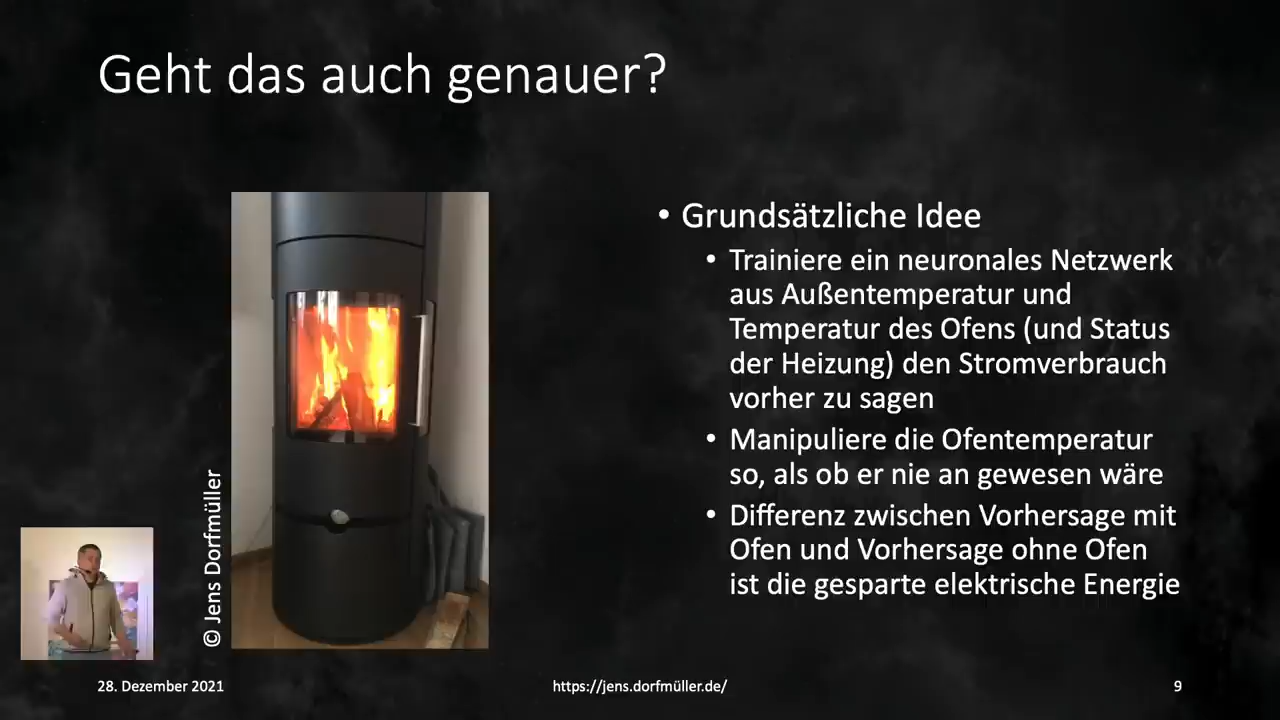 Geht das auch genauer?
• Grundsätzliche Idee
• Trainiere ein neuronales Netzwerk
aus Außentemperatur und
Temperatur des Ofens (und Status
der Heizung) den Stromverbrauch
vorher zu sagen
• Manipuliere die Ofentemperatur
so, als ob er nie an gewesen wäre
• Differenz zwischen Vorhersage mit
Ofen und Vorhersage ohne Ofen
ist die gesparte elektrische Energie
© Jens Dorfmüller
28. Dezember 2021
https://jens.dorfmüller.de/
9